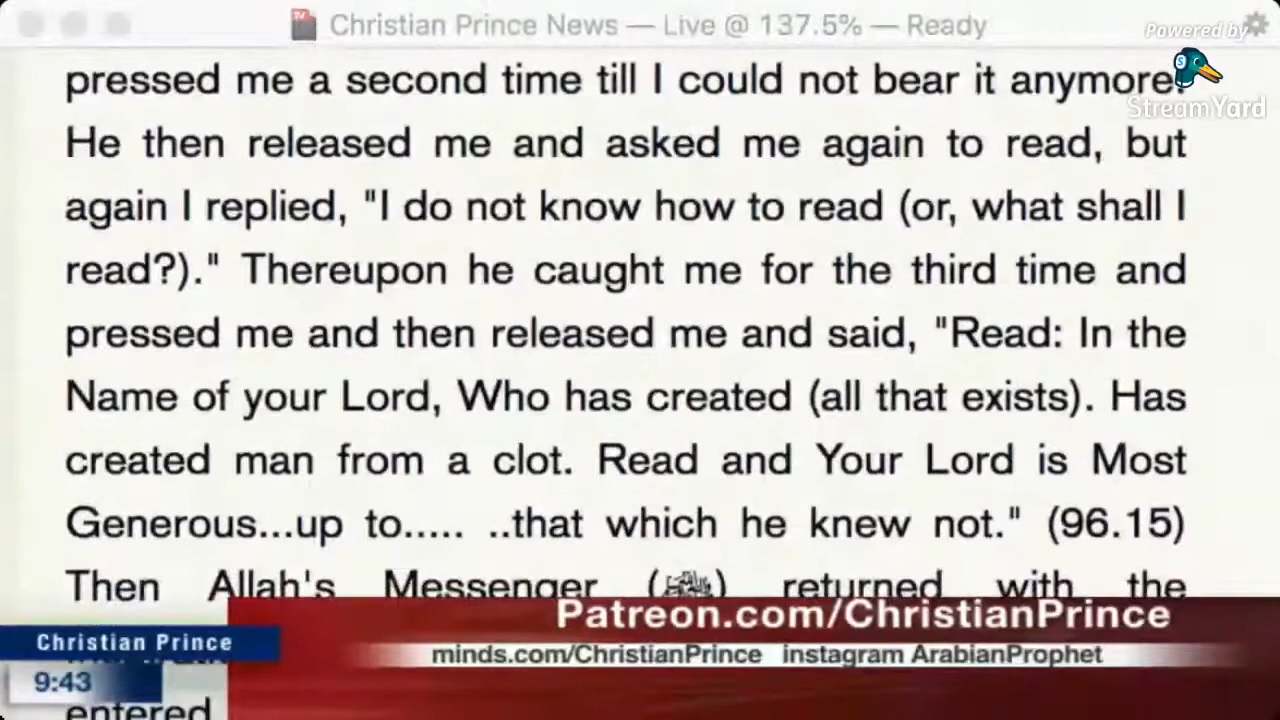 Christian Prince News — Live @ 137.5% — Ready
Powered by
StreamYard
pressed me a second time till I could not bear it anymore.
He then released me and asked me again to read, but
again I replied, "I do not know how to read (or, what shall I
read?)." Thereupon he caught me for the third time and
pressed me and then released me and said, "Read: In the
Name of your Lord, Who has created (all that exists). Has
created man from a clot. Read and Your Lord is Most
Generous...up to..... ..that which he knew not." (96.15)
Then Allah's Messenger (ﷺ) returned with the
Patreon.com/ChristianPrince
Christian Prince
minds.com/ChristianPrince instagram ArabianProphet
9:43
entered